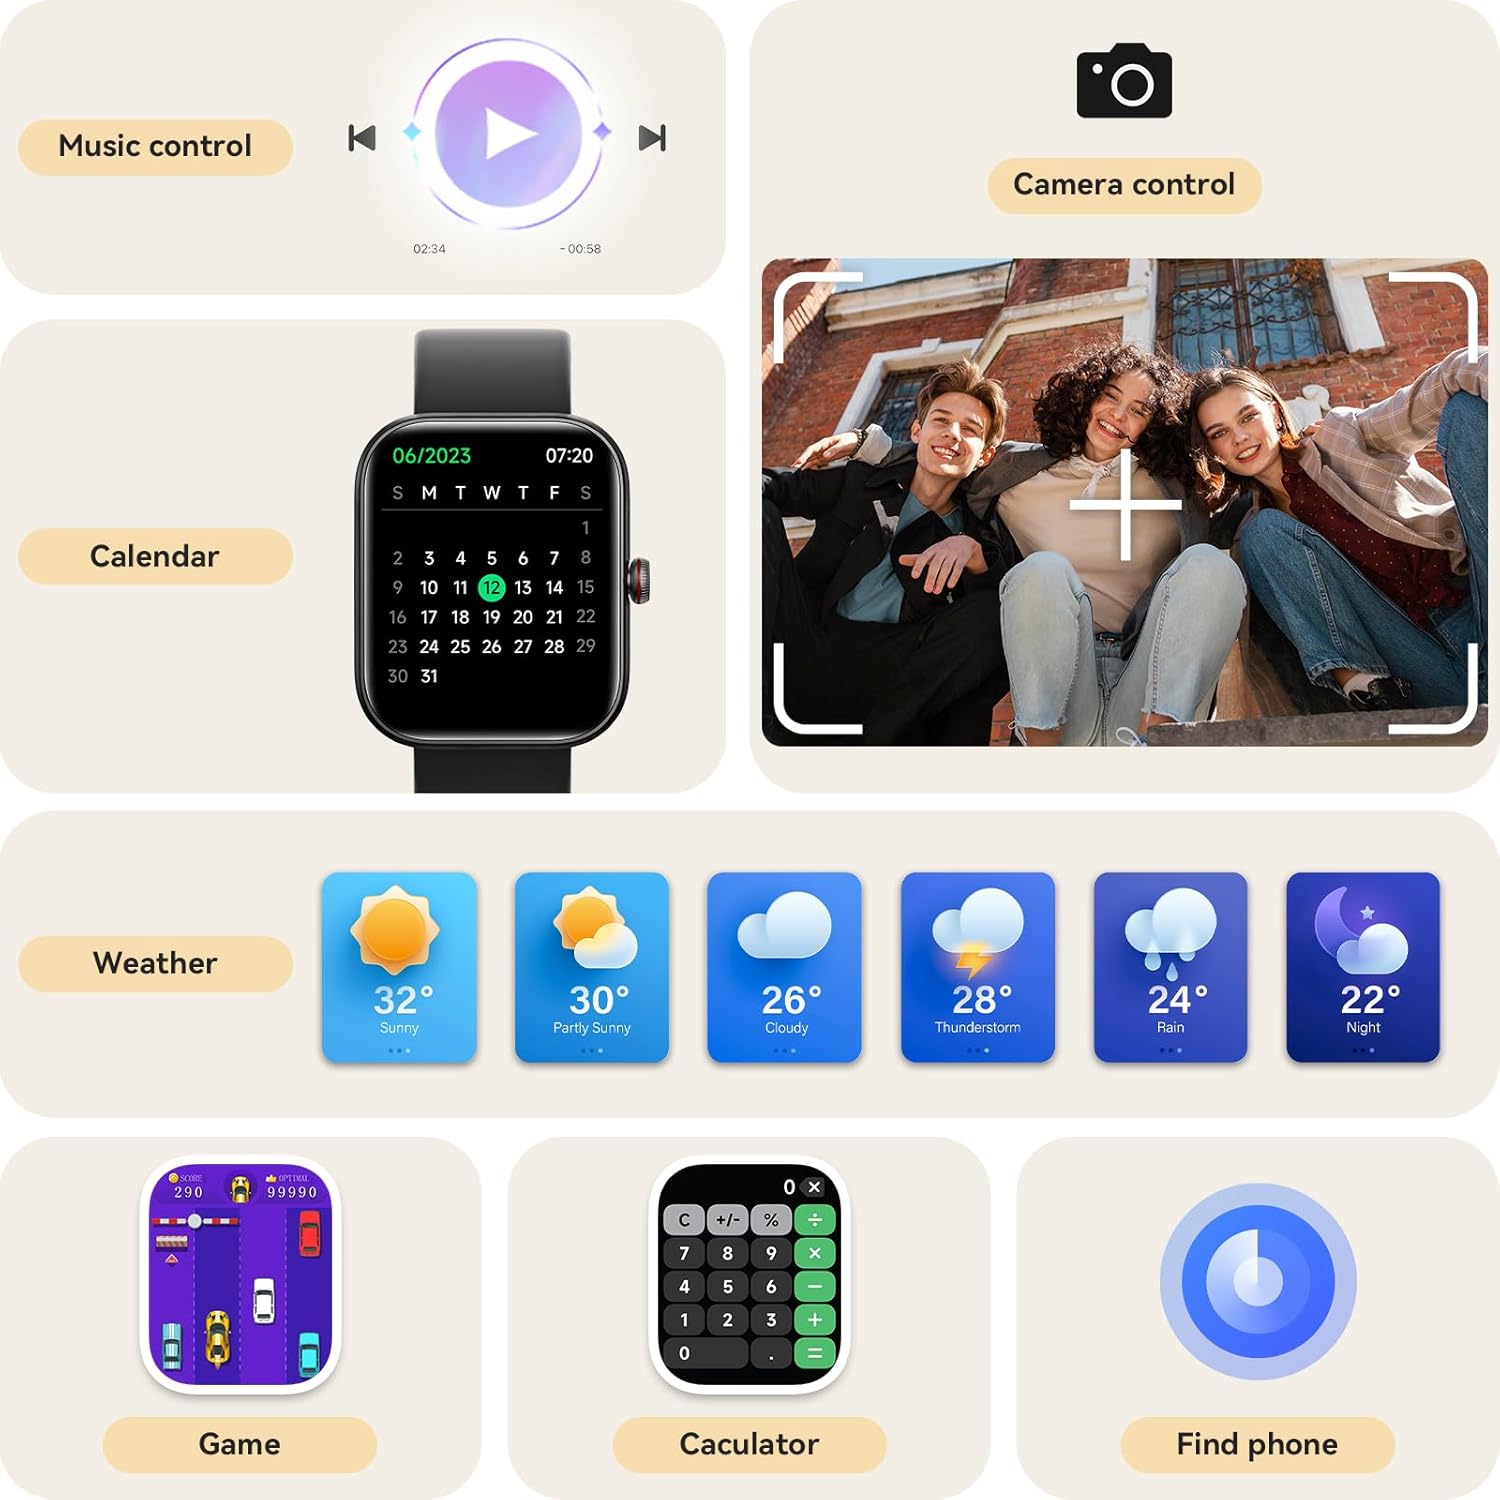 Music control
02:34
- 00:58
Camera control
Calendar
06/2023 07:20
S M T W T F S
1
2 3 4 5 6 7 8
9 10 11 12 13 14 15
16 17 18 19 20 21 22
23 24 25 26 27 28 29
30 31
Weather
32° 30° 26° 28° 24° 22°
Sunny Partly Sunny Cloudy Thunderstorm Rain Night
SCORE OPTIMAL
290 99990
Game
0
C +/- % ÷
7 8 9 ×
4 5 6 −
1 2 3 +
0 . =
Caculator
Find phone